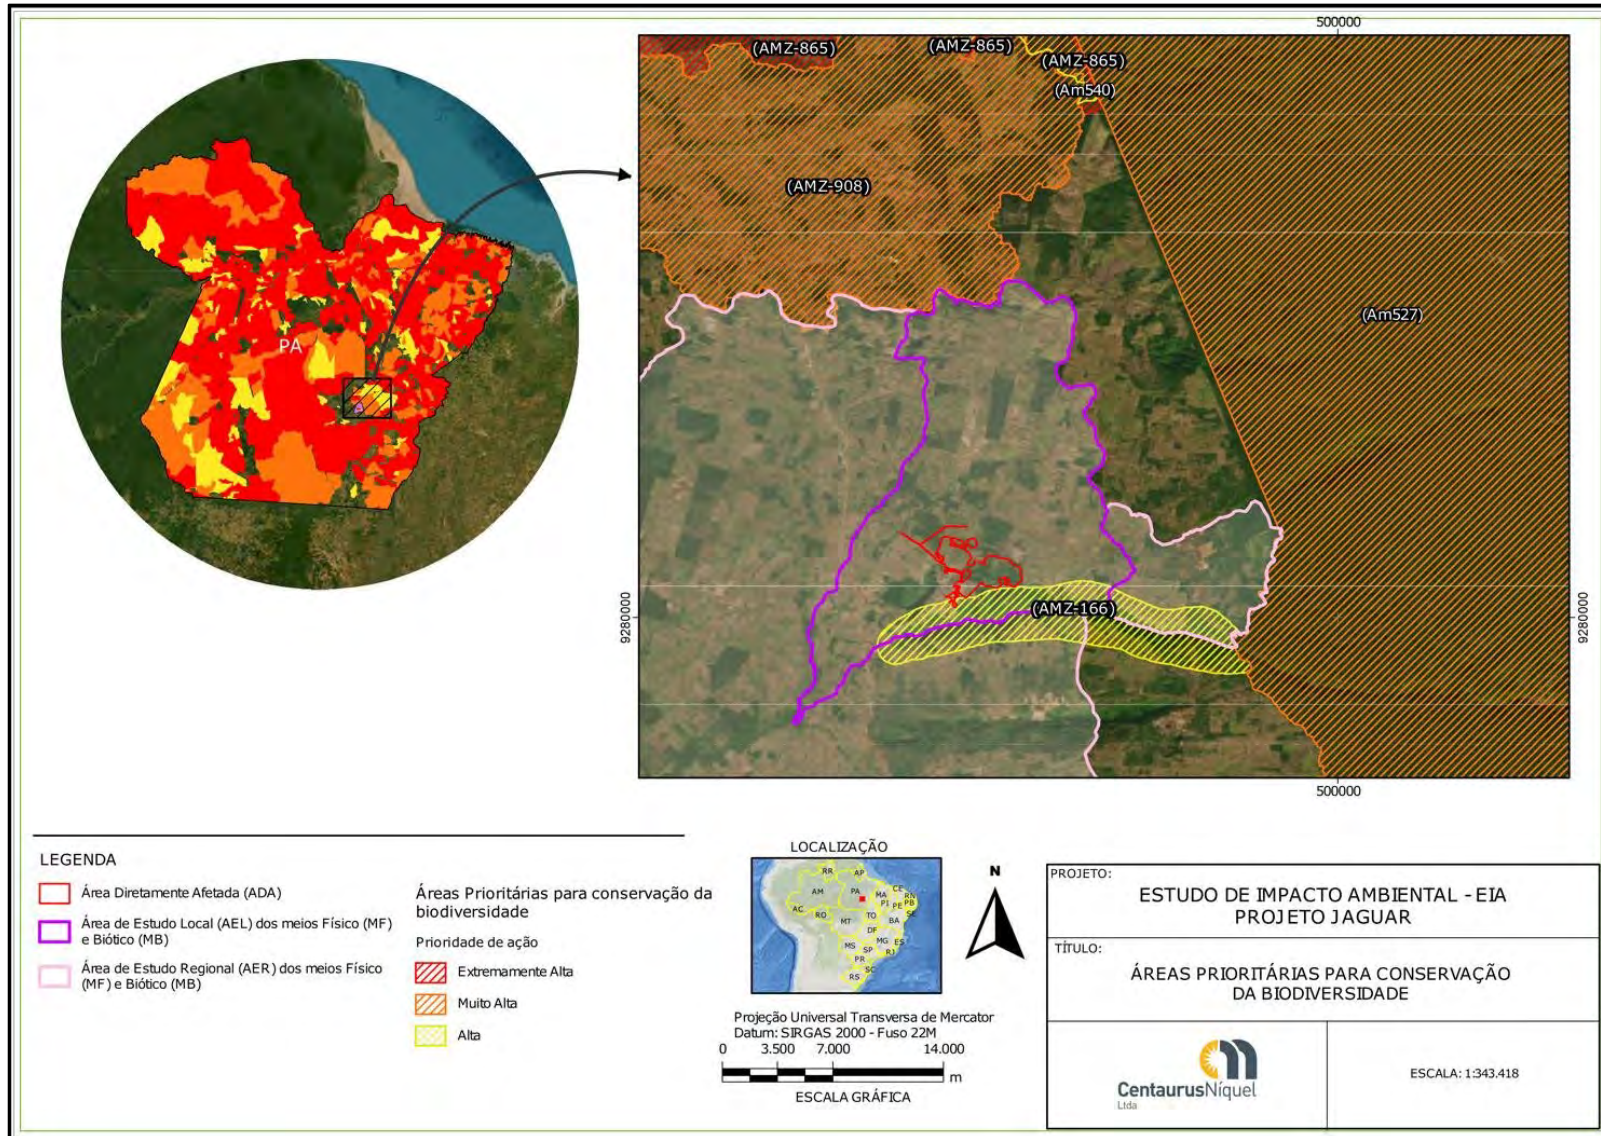 500000
(AMZ-865)
(AMZ-865)
(AMZ-865)
(Am540)
(AMZ-908)
(Am527)
PA
(AMZ-166)
9280000
9280000
500000
LEGENDA
Área Diretamente Afetada (ADA)
Área de Estudo Local (AEL) dos meios Físico (MF)
e Biótico (MB)
Área de Estudo Regional (AER) dos meios Físico
(MF) e Biótico (MB)
Áreas Prioritárias para conservação da
biodiversidade
Prioridade de ação
Extremamente Alta
Muito Alta
Alta
LOCALIZAÇÃO
RR
AP
AM
PA
MA
CE
RN
PB
PI
PE
SE
AC
RO
TO
BA
MT
DF
MG
ES
MS
SP
RJ
PR
SC
RS
N
Projeção Universal Transversa de Mercator
Datum: SIRGAS 2000 - Fuso 22M
0 3.500 7.000 14.000
m
ESCALA GRÁFICA
PROJETO:
ESTUDO DE IMPACTO AMBIENTAL - EIA
PROJETO JAGUAR
TÍTULO:
ÁREAS PRIORITÁRIAS PARA CONSERVAÇÃO
DA BIODIVERSIDADE
CentaurusNíquel
Ltda
ESCALA: 1:343.418